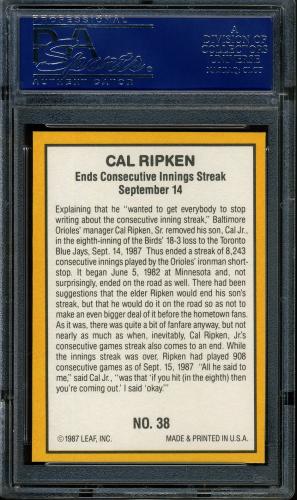 PROFESSIONAL
PSA
Sports
AUTHENTICATOR
A
DIVISION OF
COLLECTORS
UNIVERSE
CAL RIPKEN
Ends Consecutive Innings Streak
September 14
Explaining that he "wanted to get everybody to stop
writing about the consecutive inning streak," Baltimore
Orioles' manager Cal Ripken, Sr. removed his son, Cal Jr.,
in the eighth-inning of the Birds' 18-3 loss to the Toronto
Blue Jays, Sept. 14, 1987 Thus ended a streak of 8,243
consecutive innings played by the Orioles' ironman short-
stop. It began June 5, 1982 at Minnesota and, not
surprisingly, ended on the road as well. There had been
suggestions that the elder Ripken would end his son's
streak, but that he would do it on the road so as not to make
an even bigger deal of it before the hometown fans.
As it was, there was quite a bit of fanfare anyway, but not
nearly as much as when, inevitably, Cal Ripken, Jr.'s
consecutive games streak also comes to an end. While
the innings streak was over, Ripken had played 908
consecutive games as of Sept. 15, 1987 "All he said to
me," said Cal Jr., "was that 'if you hit (in the eighth) then
you're coming out.' I said 'okay.'"
NO. 38
©1987 LEAF, INC.
MADE & PRINTED IN U.S.A.